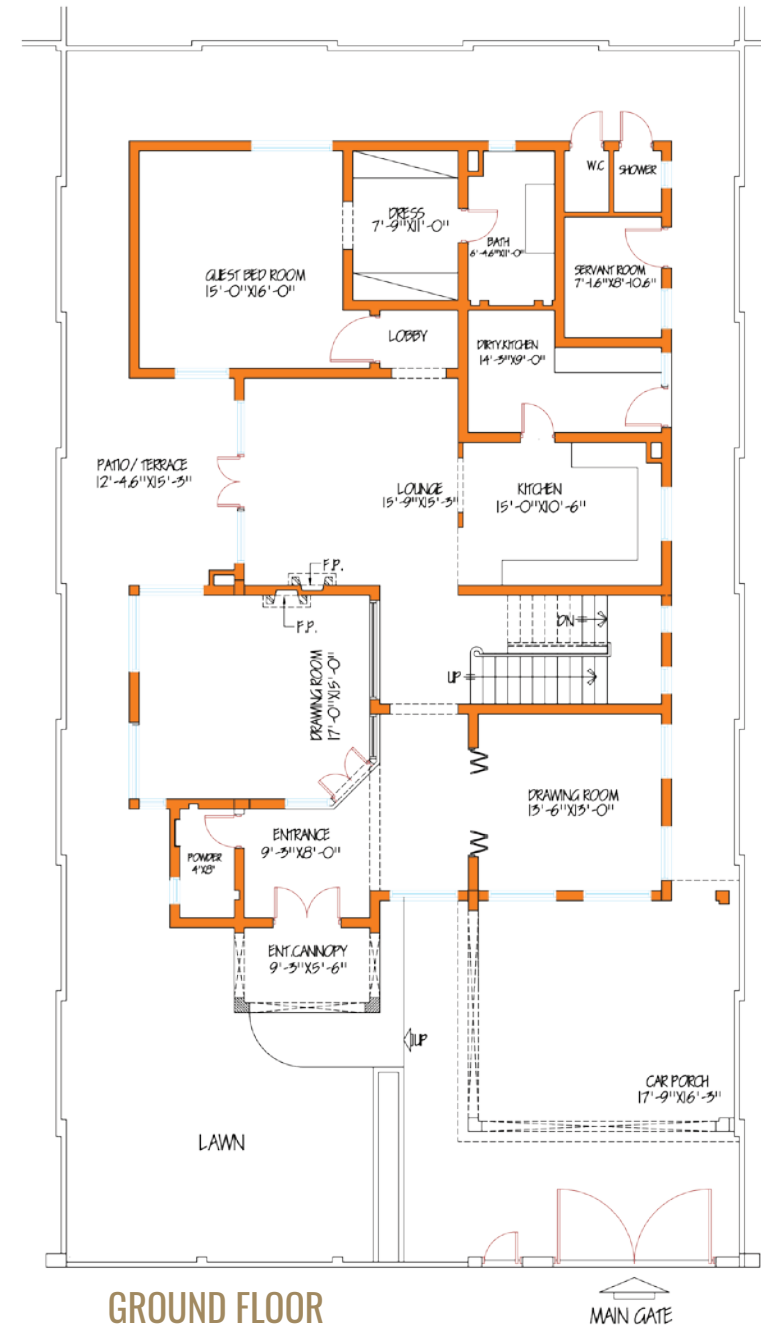 W.C
SHOWER
DRESS
7'-9"X11'-0"
BATH
6'-4.6"X11'-0"
GUEST BED ROOM
15'-0"X16'-0"
SERVANT ROOM
7'-1.6"X8'-10.6"
LOBBY
DIRTY KITCHEN
14'-3"X9'-0"
PATIO / TERRACE
12'-4.6"X15'-3"
LOUNGE
15'-9"X15'-3"
KITCHEN
15'-0"X10'-6"
F.P.
F.P.
DN
UP
DRAWING ROOM
17'-0"X15'-0"
DRAWING ROOM
13'-6"X13'-0"
ENTRANCE
9'-3"X8'-0"
POWDER
4'X8'
ENT.CANNOPY
9'-3"X5'-6"
UP
CAR PORCH
17'-9"X16'-3"
LAWN
GROUND FLOOR
MAIN GATE